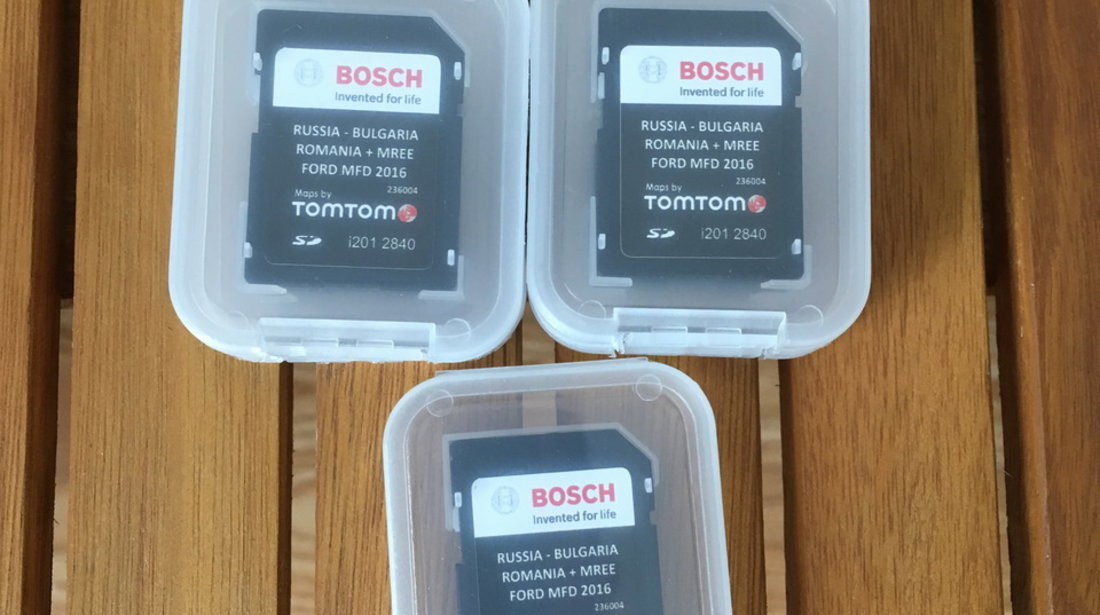 BOSCH
Invented for life
RUSSIA - BULGARIA
ROMANIA + MREE
FORD MFD 2016
236004
Maps by
TOMTOM
SD
i201 2840
BOSCH
Invented for life
RUSSIA - BULGARIA
ROMANIA + MREE
FORD MFD 2016
236004
Maps by
TOMTOM
SD
i201 2840
BOSCH
Invented for life
RUSSIA - BULGARIA
ROMANIA + MREE
FORD MFD 2016
236004